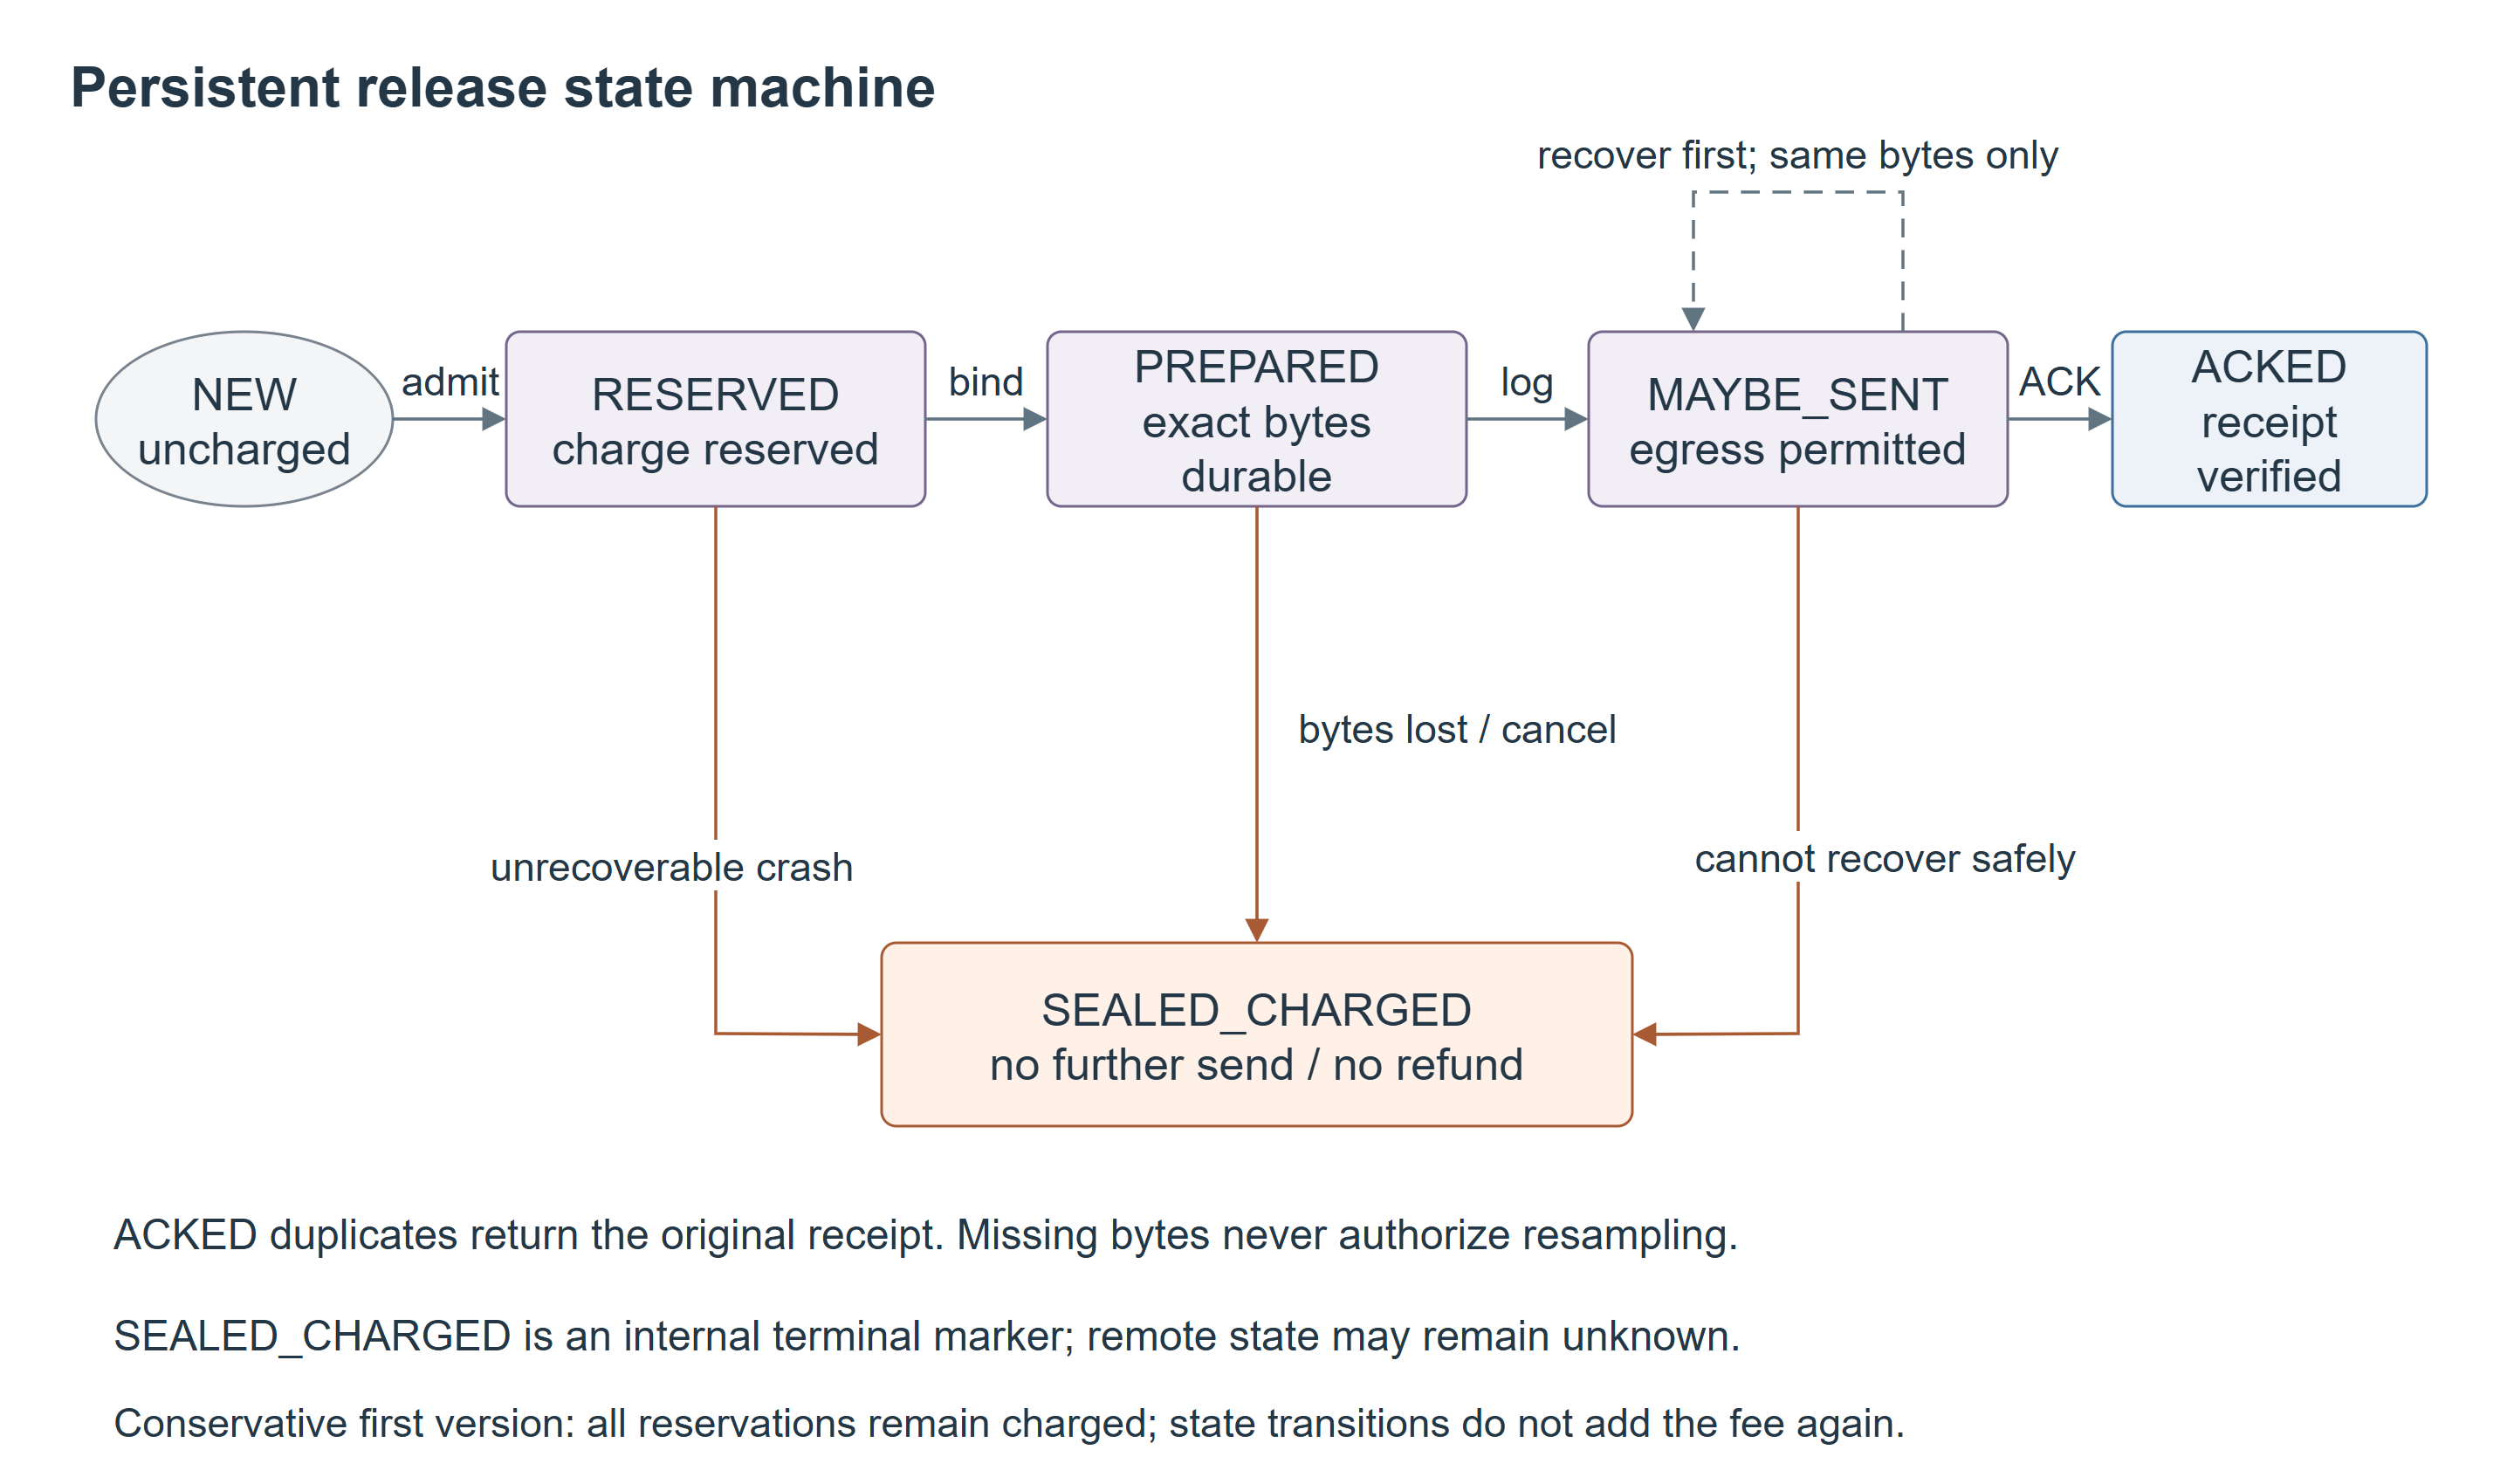 Persistent release state machine
recover first; same bytes only
NEW
uncharged
admit
RESERVED
charge reserved
bind
PREPARED
exact bytes
durable
log
MAYBE_SENT
egress permitted
ACK
ACKED
receipt
verified
bytes lost / cancel
unrecoverable crash
cannot recover safely
SEALED_CHARGED
no further send / no refund
ACKED duplicates return the original receipt. Missing bytes never authorize resampling.
SEALED_CHARGED is an internal terminal marker; remote state may remain unknown.
Conservative first version: all reservations remain charged; state transitions do not add the fee again.